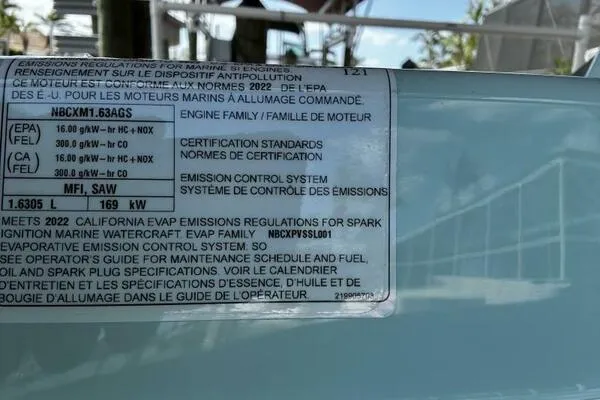 EMISSIONS REGULATIONS FOR MARINE SI ENGINES.
121
RENSEIGNEMENT SUR LE DISPOSITIF ANTIPOLLUTION
CE MOTEUR EST CONFORME AUX NORMES 2022 DE L'EPA
DES É.-U. POUR LES MOTEURS MARINS À ALLUMAGE COMMANDÉ.
NBCXM1.63AGS
ENGINE FAMILY / FAMILLE DE MOTEUR
(EPA) 16.00 g/kW-hr HC+NOX
(FEL) 300.0 g/kW-hr CO
CERTIFICATION STANDARDS
(CA) 16.00 g/kW-hr HC+NOX
NORMES DE CERTIFICATION
(FEL) 300.0 g/kW-hr CO
MFI, SAW
EMISSION CONTROL SYSTEM
SYSTÈME DE CONTRÔLE DES ÉMISSIONS
1.6305 L 169 kW
MEETS 2022 CALIFORNIA EVAP EMISSIONS REGULATIONS FOR SPARK
IGNITION MARINE WATERCRAFT. EVAP FAMILY NBCXPVSSL001
EVAPORATIVE EMISSION CONTROL SYSTEM: SO
SEE OPERATOR'S GUIDE FOR MAINTENANCE SCHEDULE AND FUEL,
OIL AND SPARK PLUG SPECIFICATIONS. VOIR LE CALENDRIER
D'ENTRETIEN ET LES SPÉCIFICATIONS D'ESSENCE, D'HUILE ET DE
BOUGIE D'ALLUMAGE DANS LE GUIDE DE L'OPÉRATEUR.